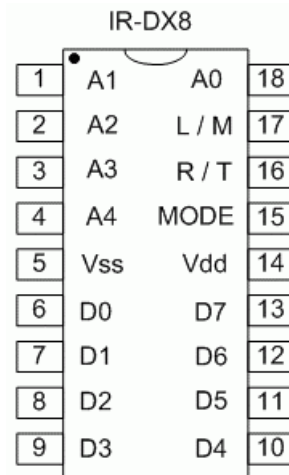 IR-DX8
1 A1 A0 18
2 A2 L / M 17
3 A3 R / T 16
4 A4 MODE 15
5 Vss Vdd 14
6 D0 D7 13
7 D1 D6 12
8 D2 D5 11
9 D3 D4 10